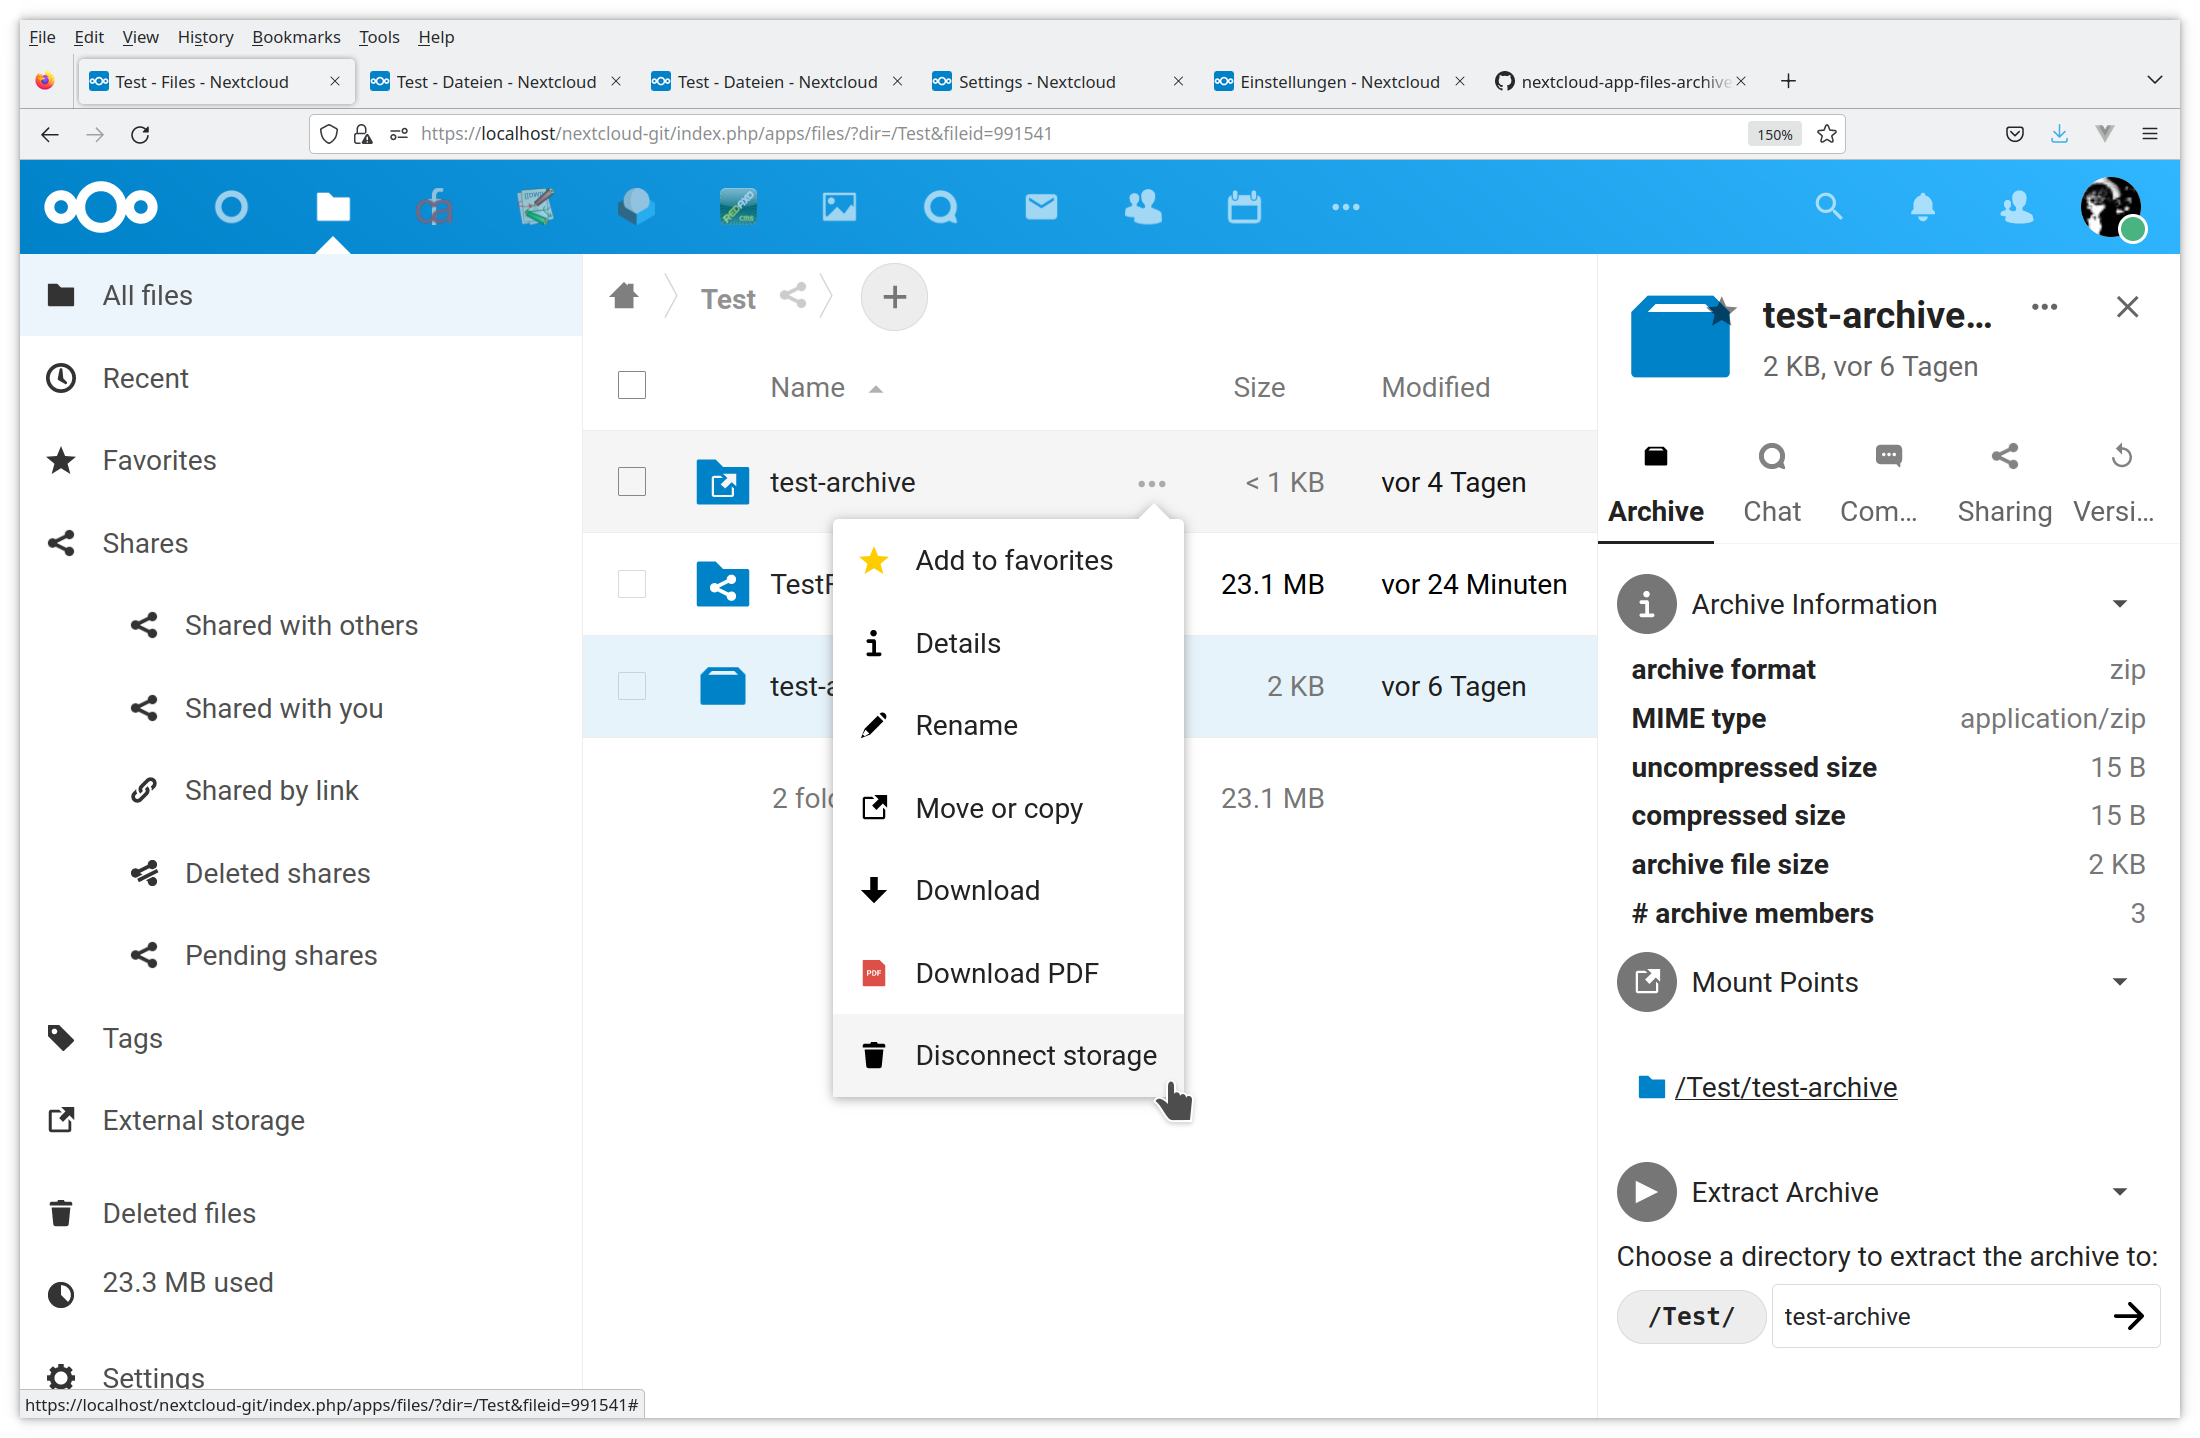 File Edit View History Bookmarks Tools Help
Test - Files - Nextcloud
Test - Dateien - Nextcloud
Test - Dateien - Nextcloud
Settings - Nextcloud
Einstellungen - Nextcloud
nextcloud-app-files-archive
https://localhost/nextcloud-git/index.php/apps/files/?dir=/Test&fileid=991541
150%
All files
Recent
Favorites
Shares
Shared with others
Shared with you
Shared by link
Deleted shares
Pending shares
Tags
External storage
Deleted files
23.3 MB used
Settings
https://localhost/nextcloud-git/index.php/apps/files/?dir=/Test&fileid=991541#
Test
Name Size Modified
test-archive < 1 KB vor 4 Tagen
TestF 23.1 MB vor 24 Minuten
test-a 2 KB vor 6 Tagen
2 fold 23.1 MB
Add to favorites
Details
Rename
Move or copy
Download
PDF
Download PDF
Disconnect storage
test-archive...
2 KB, vor 6 Tagen
Archive Chat Com... Sharing Versi...
Archive Information
archive format zip
MIME type application/zip
uncompressed size 15 B
compressed size 15 B
archive file size 2 KB
# archive members 3
Mount Points
/Test/test-archive
Extract Archive
Choose a directory to extract the archive to:
/Test/ test-archive